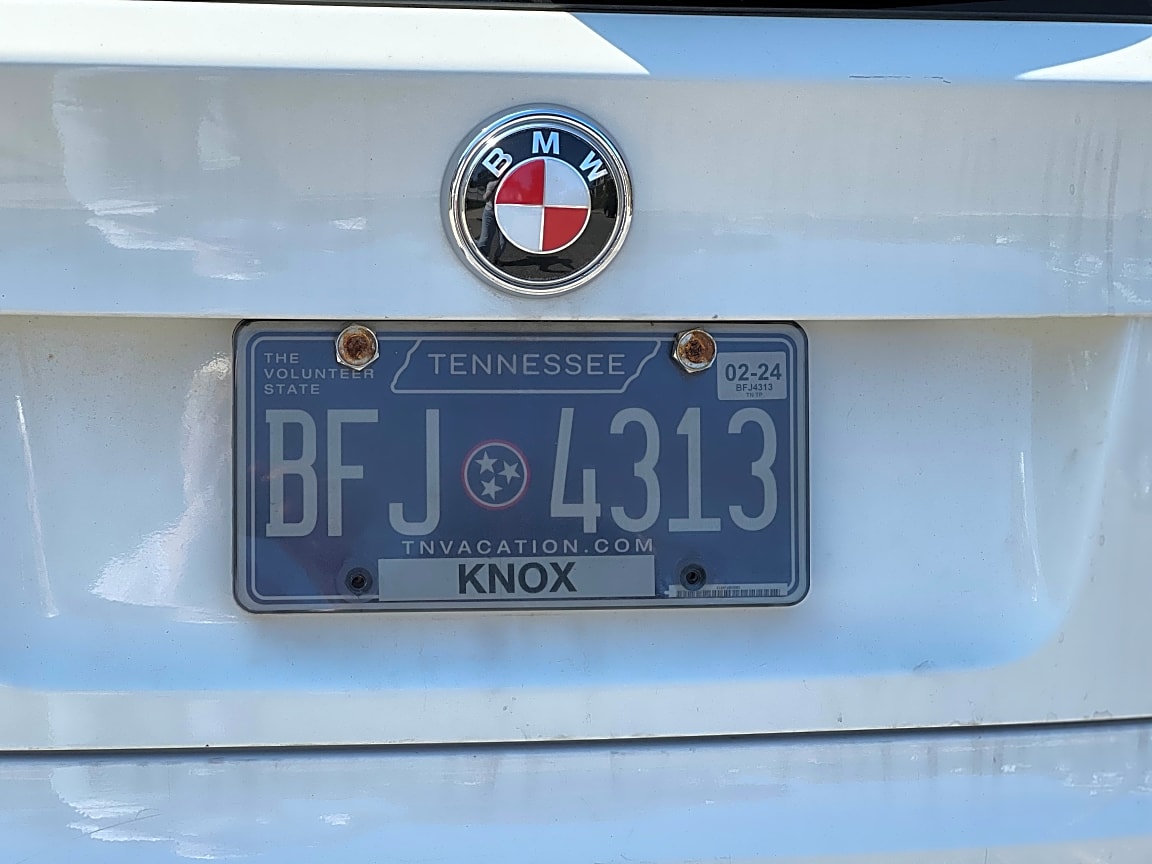 BMW
THE
VOLUNTEER
STATE
TENNESSEE
02-24
BFJ4313
BFJ 4313
TNVACATION.COM
KNOX